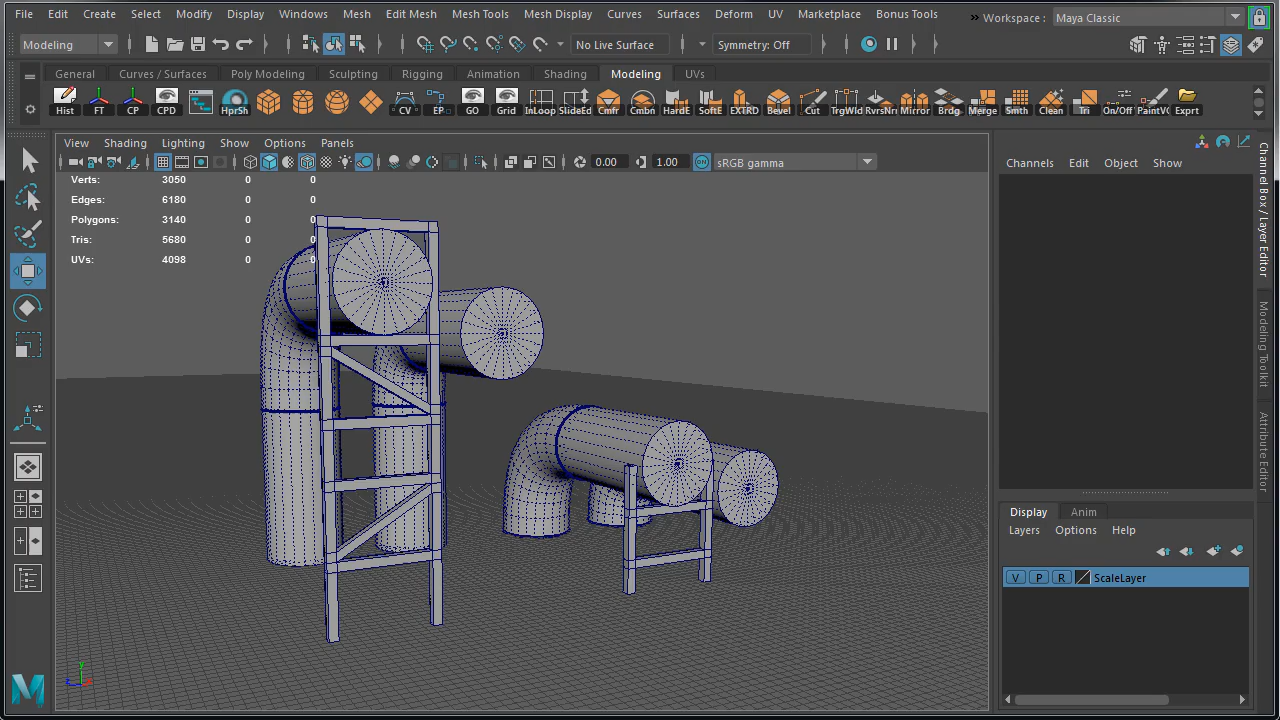 File Edit Create Select Modify Display Windows Mesh Edit Mesh Mesh Tools Mesh Display Curves Surfaces Deform UV Marketplace Bonus Tools » Workspace : Maya Classic
Modeling No Live Surface Symmetry: Off
General Curves / Surfaces Poly Modeling Sculpting Rigging Animation Shading Modeling UVs
Hist FT CP CPD HprSh CV EP GO Grid InLoop SlideEd Cmfr Cmbn HardE SoftE EXTRD Bevel Cut TrgWld RvrsNr Mirror Brdg Merge Smth Clean Tri On/Off PaintVC Exprt
View Shading Lighting Show Options Panels
0.00 1.00 ON sRGB gamma
Verts: 3050 0 0
Edges: 6180 0 0
Polygons: 3140 0 0
Tris: 5680 0 0
UVs: 4098 0 0
y
z x
M
Channels Edit Object Show
Channel Box / Layer Editor
Modeling Toolkit
Attribute Editor
Display Anim
Layers Options Help
V P R ScaleLayer